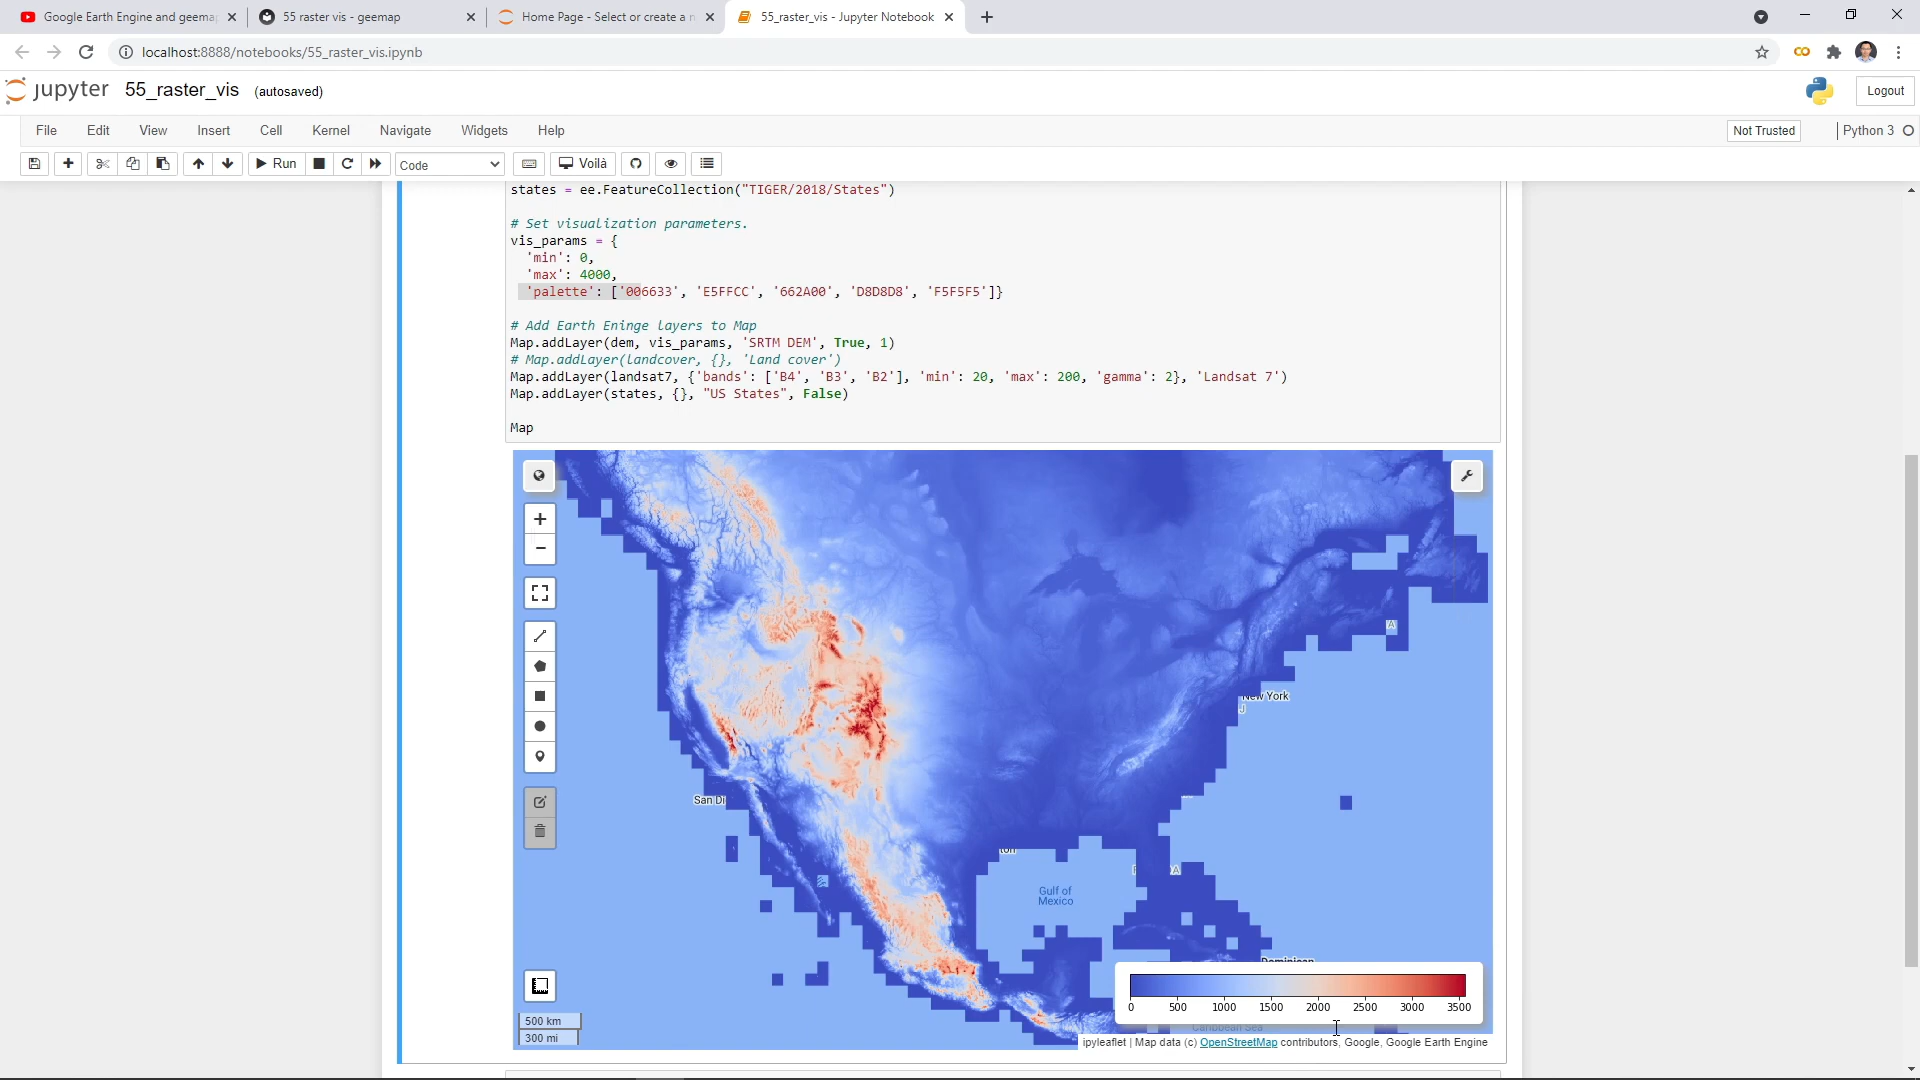 Google Earth Engine and geema
55 raster vis - geemap
Home Page - Select or create a n
55_raster_vis - Jupyter Notebook
localhost:8888/notebooks/55_raster_vis.ipynb
jupyter 55_raster_vis (autosaved)
Logout
File Edit View Insert Cell Kernel Navigate Widgets Help
Not Trusted
Python 3
Run
Code
Voilà
states = ee.FeatureCollection("TIGER/2018/States")
# Set visualization parameters.
vis_params = {
'min': 0,
'max': 4000,
'palette': ['006633', 'E5FFCC', '662A00', 'D8D8D8', 'F5F5F5']}
# Add Earth Eninge layers to Map
Map.addLayer(dem, vis_params, 'SRTM DEM', True, 1)
# Map.addLayer(landcover, {}, 'Land cover')
Map.addLayer(landsat7, {'bands': ['B4', 'B3', 'B2'], 'min': 20, 'max': 200, 'gamma': 2}, 'Landsat 7')
Map.addLayer(states, {}, "US States", False)
Map
New York
San Di
Gulf of
Mexico
Dominican
0 500 1000 1500 2000 2500 3000 3500
Caribbean Sea
500 km
300 mi
ipyleaflet | Map data (c) OpenStreetMap contributors, Google, Google Earth Engine